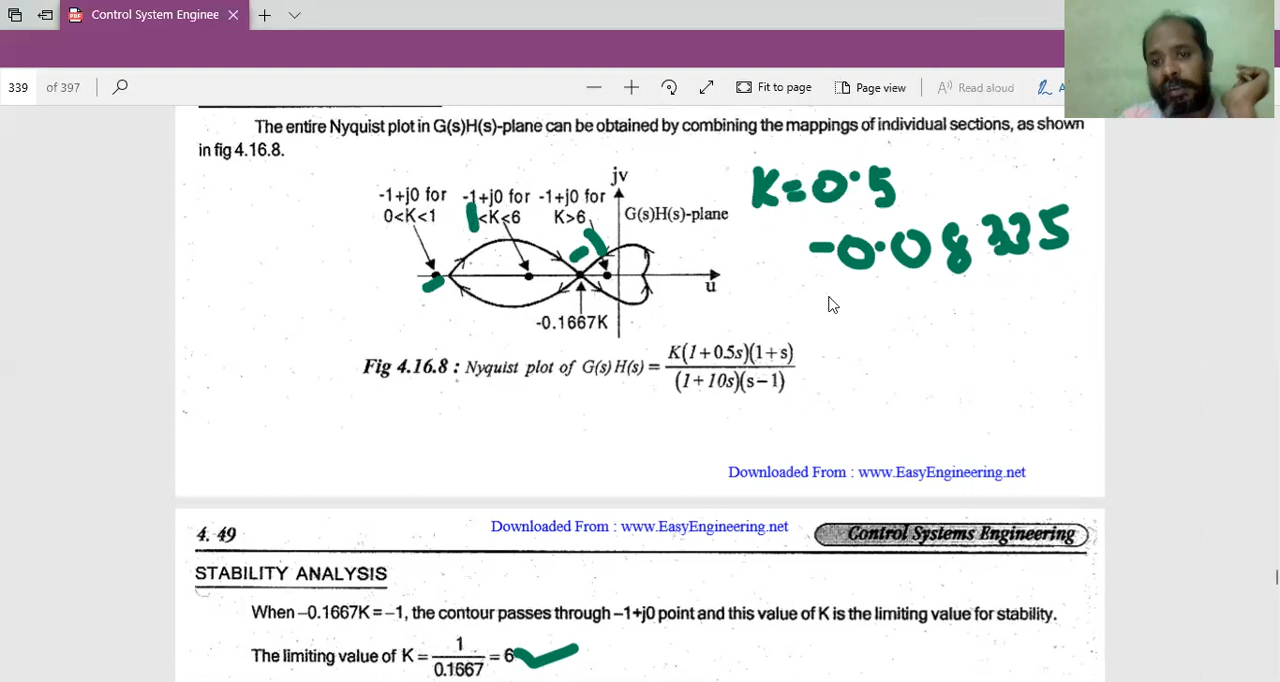 Control System Enginee
339 of 397
Fit to page
Page view
Read aloud
The entire Nyquist plot in G(s)H(s)-plane can be obtained by combining the mappings of individual sections, as shown
in fig 4.16.8.
jv
-1+j0 for
0<K<1
-1+j0 for
1<K<6
-1+j0 for
K>6
G(s)H(s)-plane
K=0.5
-0.08335
-1
u
-0.1667K
Fig 4.16.8 : Nyquist plot of G(s)H(s) = K(1+0.5s)(1+s) / (1+10s)(s-1)
Downloaded From : www.EasyEngineering.net
4. 49
Downloaded From : www.EasyEngineering.net
Control Systems Engineering
STABILITY ANALYSIS
When -0.1667K = -1, the contour passes through -1+j0 point and this value of K is the limiting value for stability.
The limiting value of K = 1 / 0.1667 = 6